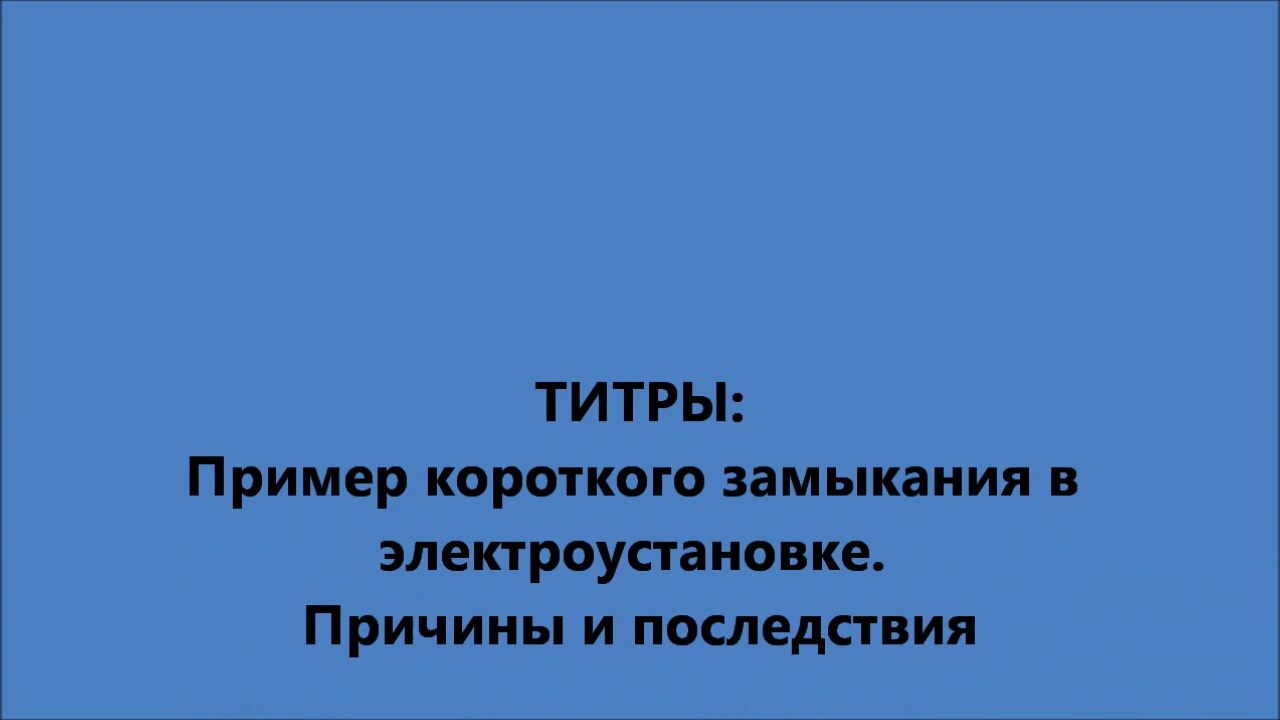 ТИТРЫ:
Пример короткого замыкания в
электроустановке.
Причины и последствия